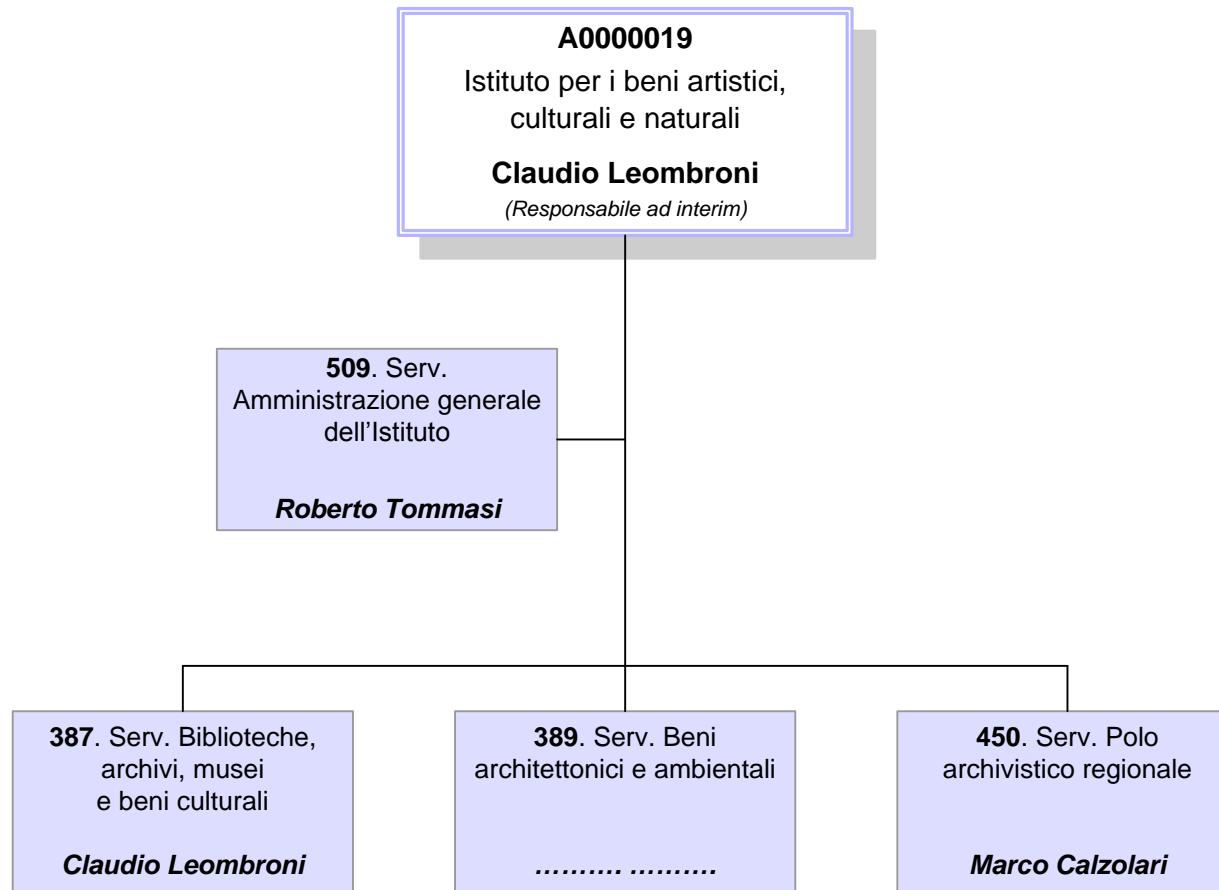 A0000019
Istituto per i beni artistici,
culturali e naturali
Claudio Leombroni
(Responsabile ad interim)
509. Serv.
Amministrazione generale
dell’Istituto
Roberto Tommasi
387. Serv. Biblioteche,
archivi, musei
e beni culturali
Claudio Leombroni
389. Serv. Beni
architettonici e ambientali
………. ……….
450. Serv. Polo
archivistico regionale
Marco Calzolari